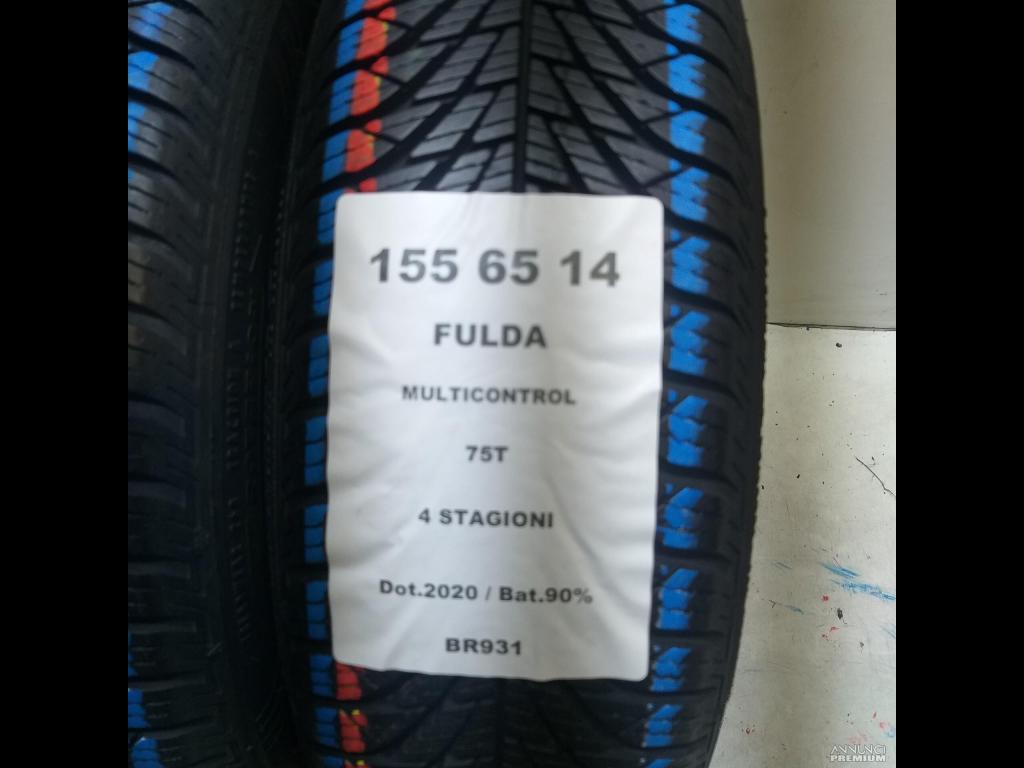 155 65 14
FULDA
MULTICONTROL
75T
4 STAGIONI
Dot.2020 / Bat.90%
BR931
ANNUNCI
PREMIUM